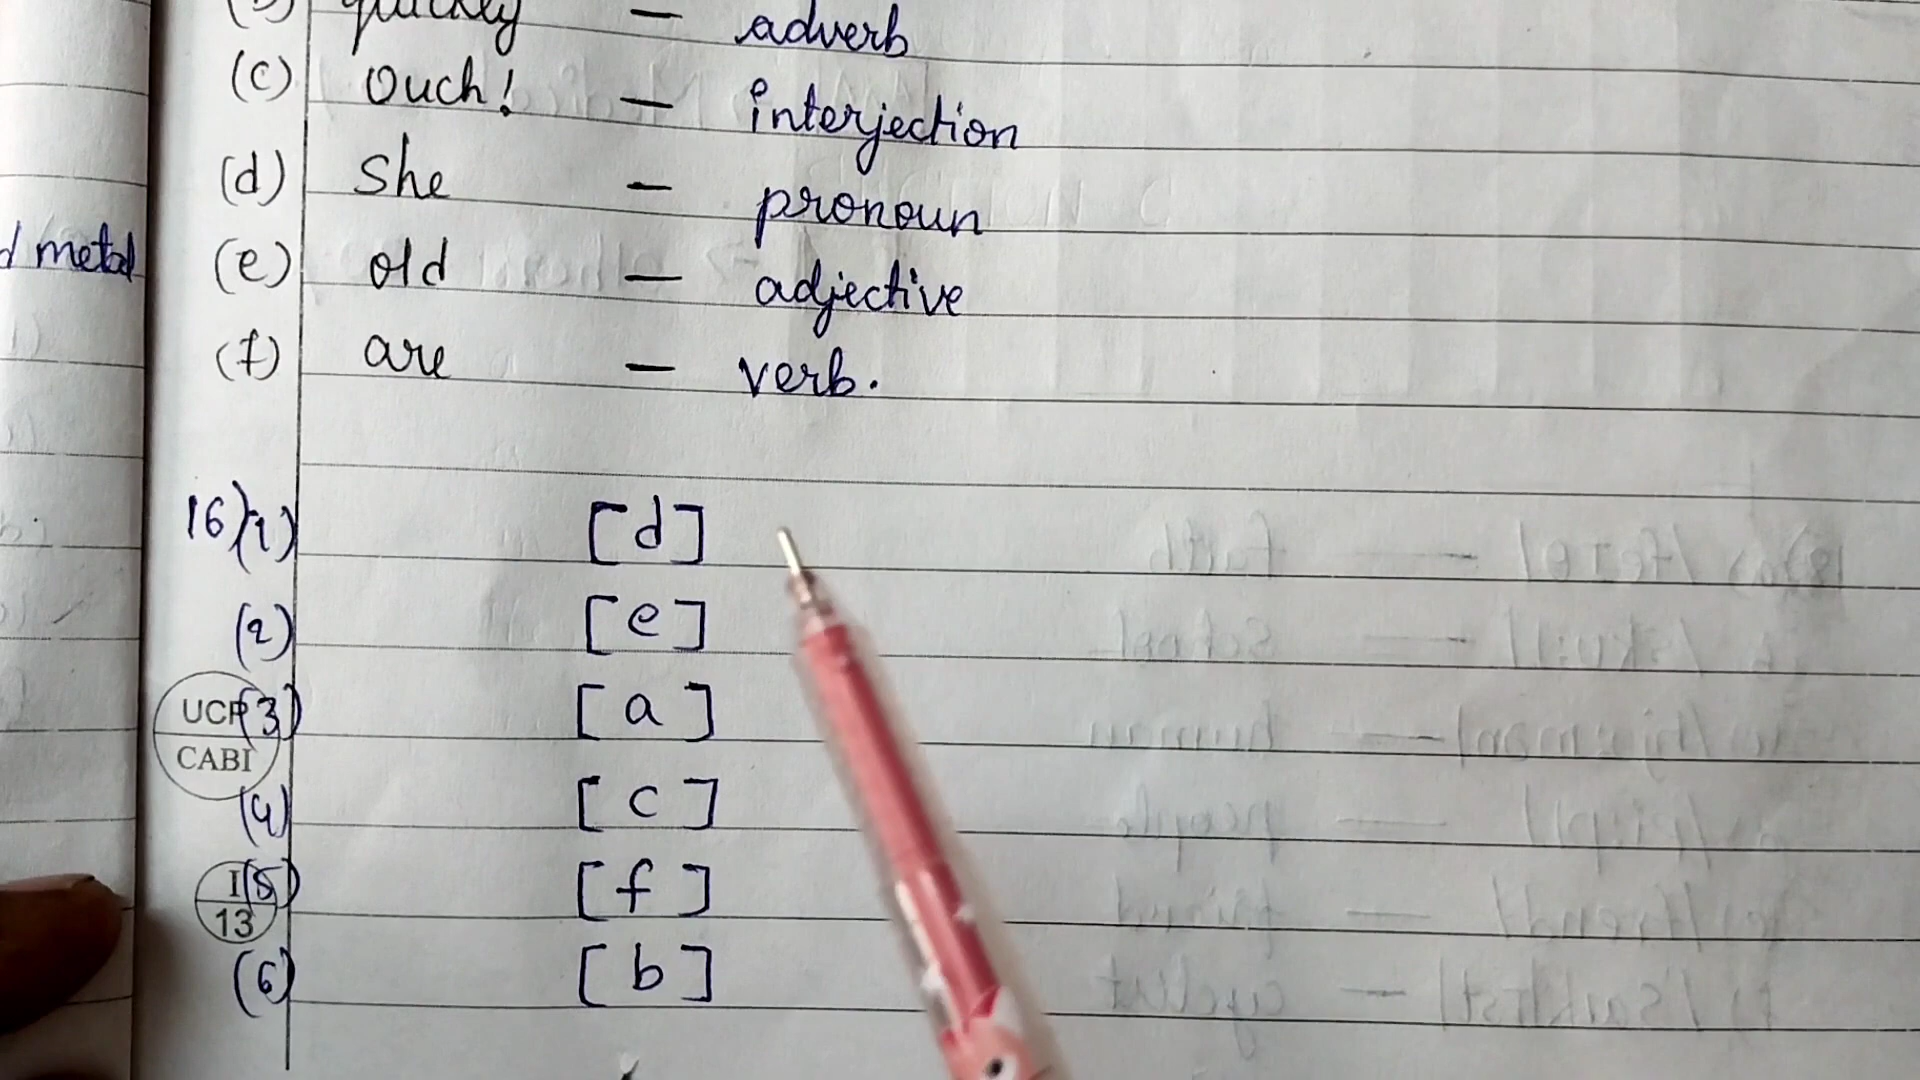 (b) quickly — adverb
(c) ouch! — interjection
(d) she — pronoun
d metal
(e) old — adjective
(f) are — verb.
16)(1) [d]
(2) [e]
UCP
(3) [a]
CABI
(4) [c]
I
(5) [f]
13
(6) [b]